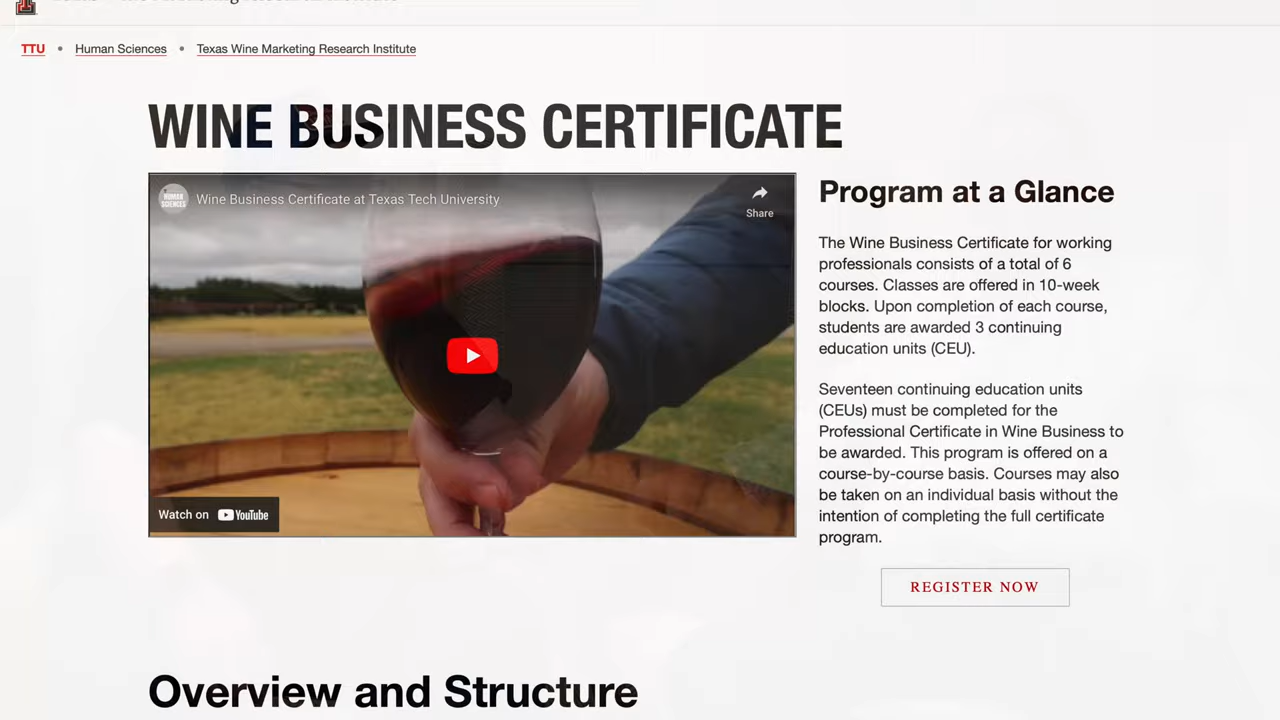 TTU • Human Sciences • Texas Wine Marketing Research Institute
WINE BUSINESS CERTIFICATE
HUMAN
SCIENCES
Wine Business Certificate at Texas Tech University
Share
Watch on YouTube
Program at a Glance
The Wine Business Certificate for working
professionals consists of a total of 6
courses. Classes are offered in 10-week
blocks. Upon completion of each course,
students are awarded 3 continuing
education units (CEU).
Seventeen continuing education units
(CEUs) must be completed for the
Professional Certificate in Wine Business to
be awarded. This program is offered on a
course-by-course basis. Courses may also
be taken on an individual basis without the
intention of completing the full certificate
program.
REGISTER NOW
Overview and Structure